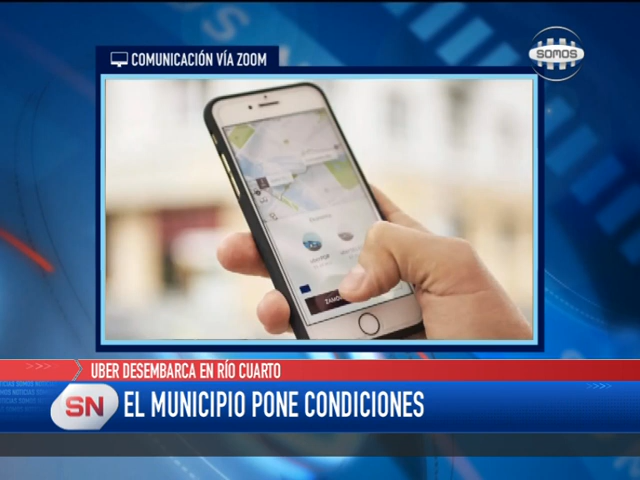 COMUNICACIÓN VÍA ZOOM
SOMOS
UBER DESEMBARCA EN RÍO CUARTO
SN
EL MUNICIPIO PONE CONDICIONES